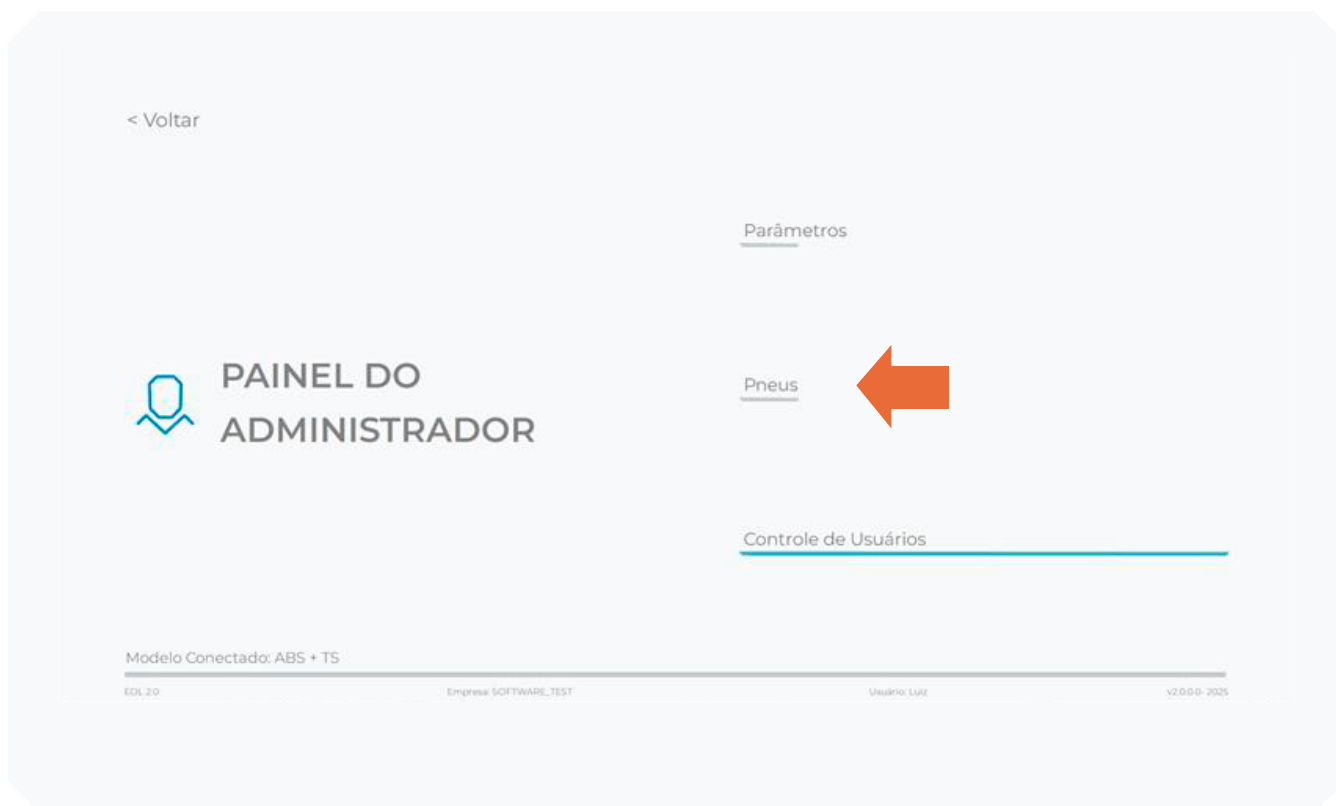 < Voltar
Parâmetros
PAINEL DO
ADMINISTRADOR
Pneus
Controle de Usuários
Modelo Conectado: ABS + TS
EOL 2.0
Empresa: SOFTWARE_TEST
Usuário: Luiz
v2.0.0.0- 2025